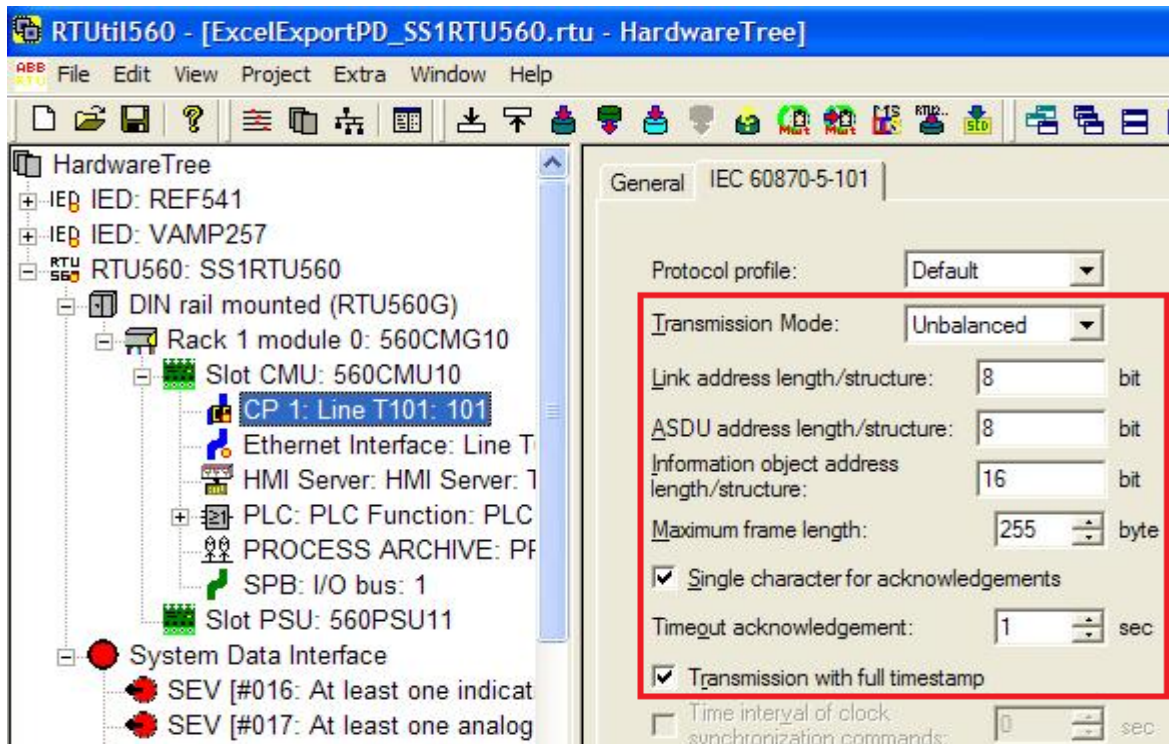 RTUtil560 - [ExcelExportPD_SS1RTU560.rtu - HardwareTree]
File Edit View Project Extra Window Help
HardwareTree
IED: REF541
IED: VAMP257
RTU560: SS1RTU560
DIN rail mounted (RTU560G)
Rack 1 module 0: 560CMG10
Slot CMU: 560CMU10
CP 1: Line T101: 101
Ethernet Interface: Line T
HMI Server: HMI Server: T
PLC: PLC Function: PLC
PROCESS ARCHIVE: PR
SPB: I/O bus: 1
Slot PSU: 560PSU11
System Data Interface
SEV [#016: At least one indicat
SEV [#017: At least one analog
General IEC 60870-5-101
Protocol profile: Default
Transmission Mode: Unbalanced
Link address length/structure: 8 bit
ASDU address length/structure: 8 bit
Information object address
length/structure: 16 bit
Maximum frame length: 255 byte
Single character for acknowledgements
Timeout acknowledgement: 1 sec
Transmission with full timestamp
Time interval of clock
synchronization commands: 0 sec